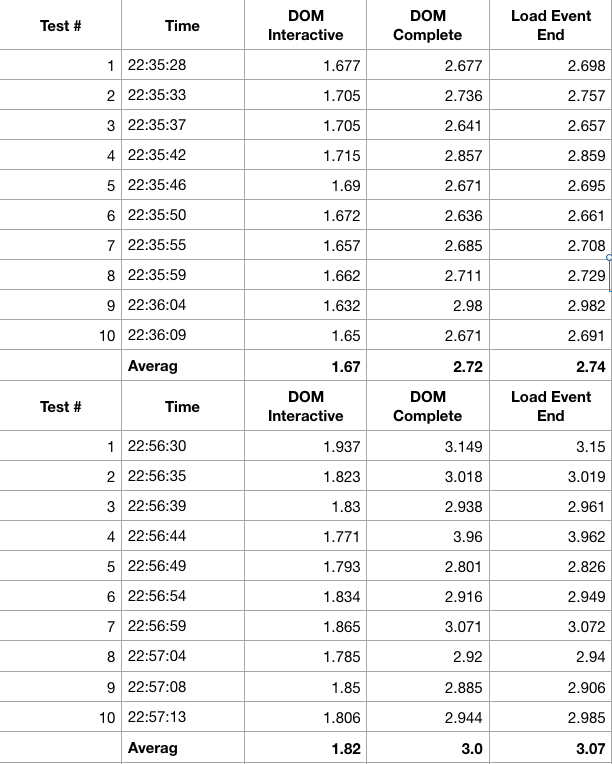 Test # Time DOM Interactive DOM Complete Load Event End
1 22:35:28 1.677 2.677 2.698
2 22:35:33 1.705 2.736 2.757
3 22:35:37 1.705 2.641 2.657
4 22:35:42 1.715 2.857 2.859
5 22:35:46 1.69 2.671 2.695
6 22:35:50 1.672 2.636 2.661
7 22:35:55 1.657 2.685 2.708
8 22:35:59 1.662 2.711 2.729
9 22:36:04 1.632 2.98 2.982
10 22:36:09 1.65 2.671 2.691
Averag 1.67 2.72 2.74
Test # Time DOM Interactive DOM Complete Load Event End
1 22:56:30 1.937 3.149 3.15
2 22:56:35 1.823 3.018 3.019
3 22:56:39 1.83 2.938 2.961
4 22:56:44 1.771 3.96 3.962
5 22:56:49 1.793 2.801 2.826
6 22:56:54 1.834 2.916 2.949
7 22:56:59 1.865 3.071 3.072
8 22:57:04 1.785 2.92 2.94
9 22:57:08 1.85 2.885 2.906
10 22:57:13 1.806 2.944 2.985
Averag 1.82 3.0 3.07